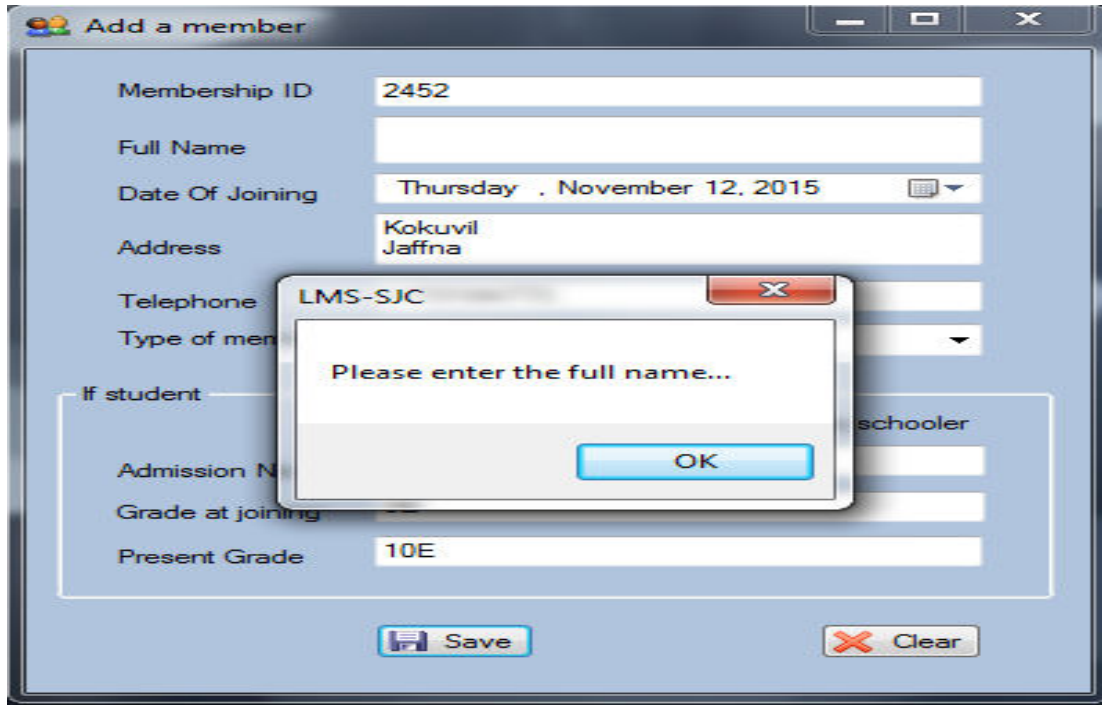 Add a member
Membership ID 2452
Full Name
Date Of Joining Thursday , November 12, 2015
Address Kokuvil
Jaffna
Telephone
Type of mem
LMS-SJC
Please enter the full name...
OK
If student
schooler
Admission N
Grade at joining
Present Grade 10E
Save Clear